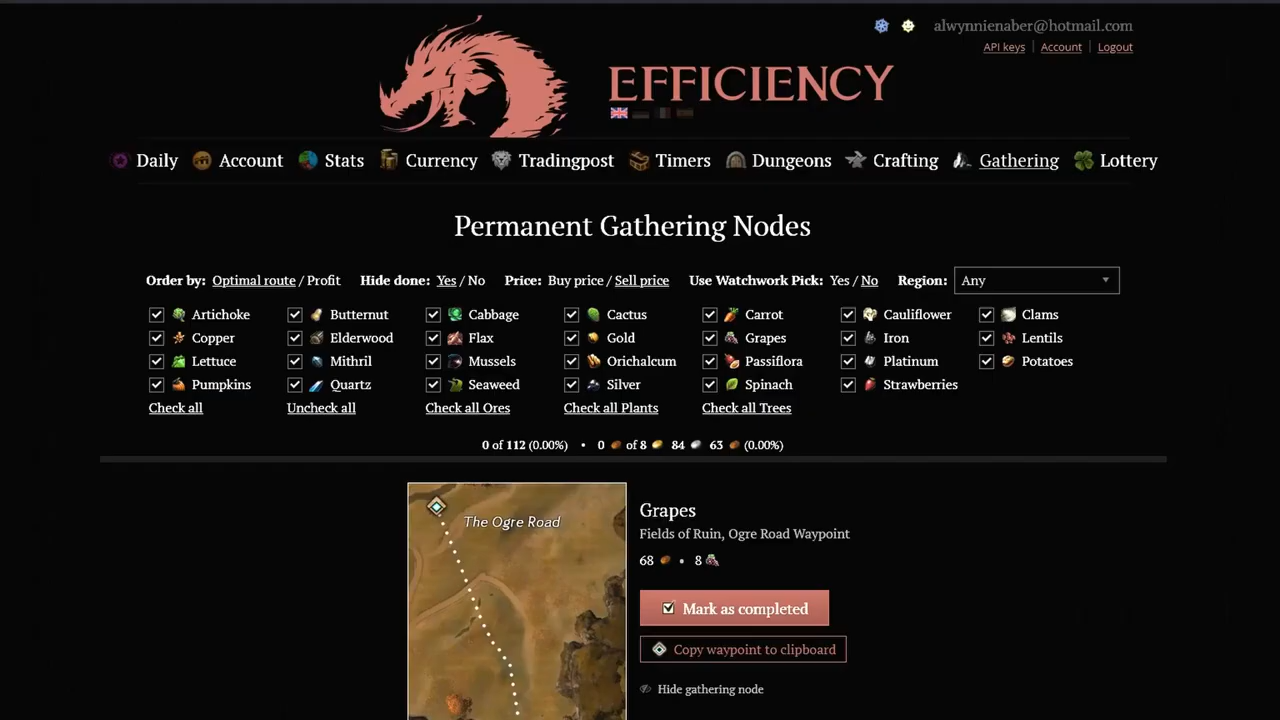 alwynnienaber@hotmail.com
API keys Account Logout
EFFICIENCY
Daily Account Stats Currency Tradingpost Timers Dungeons Crafting Gathering Lottery
Permanent Gathering Nodes
Order by: Optimal route / Profit Hide done: Yes / No Price: Buy price / Sell price Use Watchwork Pick: Yes / No Region: Any
Artichoke Butternut Cabbage Cactus Carrot Cauliflower Clams
Copper Elderwood Flax Gold Grapes Iron Lentils
Lettuce Mithril Mussels Orichalcum Passiflora Platinum Potatoes
Pumpkins Quartz Seaweed Silver Spinach Strawberries
Check all Uncheck all Check all Ores Check all Plants Check all Trees
0 of 112 (0.00%) • 0 of 8 84 63 (0.00%)
The Ogre Road
Grapes
Fields of Ruin, Ogre Road Waypoint
68 • 8
Mark as completed
Copy waypoint to clipboard
Hide gathering node